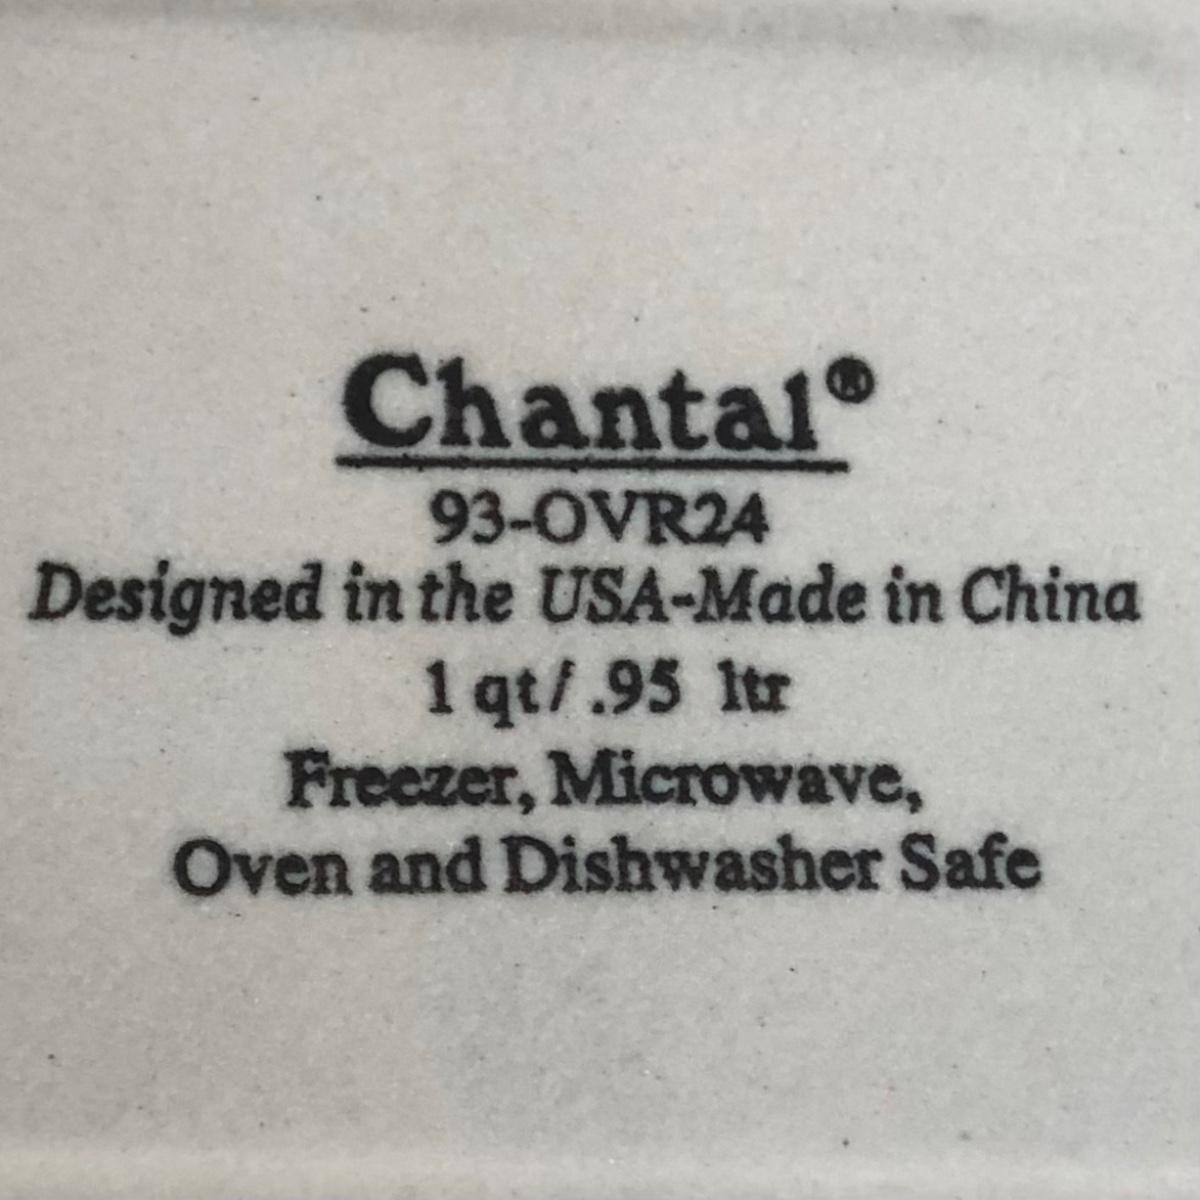 Chantal®
93-OVR24
Designed in the USA-Made in China
1 qt/ .95 ltr
Freezer, Microwave,
Oven and Dishwasher Safe